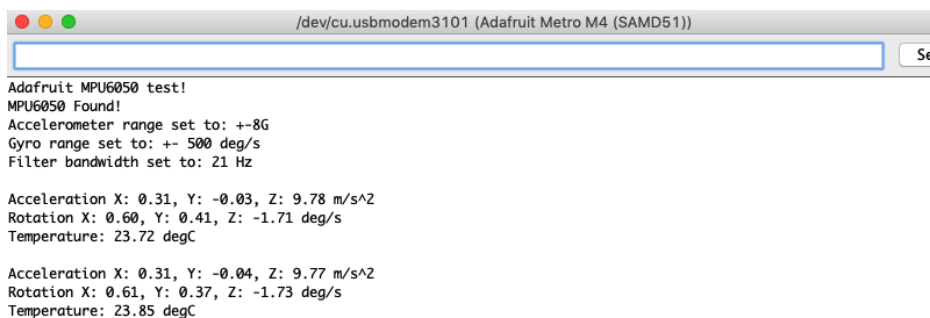 /dev/cu.usbmodem3101 (Adafruit Metro M4 (SAMD51))
Se
Adafruit MPU6050 test!
MPU6050 Found!
Accelerometer range set to: +-8G
Gyro range set to: +- 500 deg/s
Filter bandwidth set to: 21 Hz
Acceleration X: 0.31, Y: -0.03, Z: 9.78 m/s^2
Rotation X: 0.60, Y: 0.41, Z: -1.71 deg/s
Temperature: 23.72 degC
Acceleration X: 0.31, Y: -0.04, Z: 9.77 m/s^2
Rotation X: 0.61, Y: 0.37, Z: -1.73 deg/s
Temperature: 23.85 degC